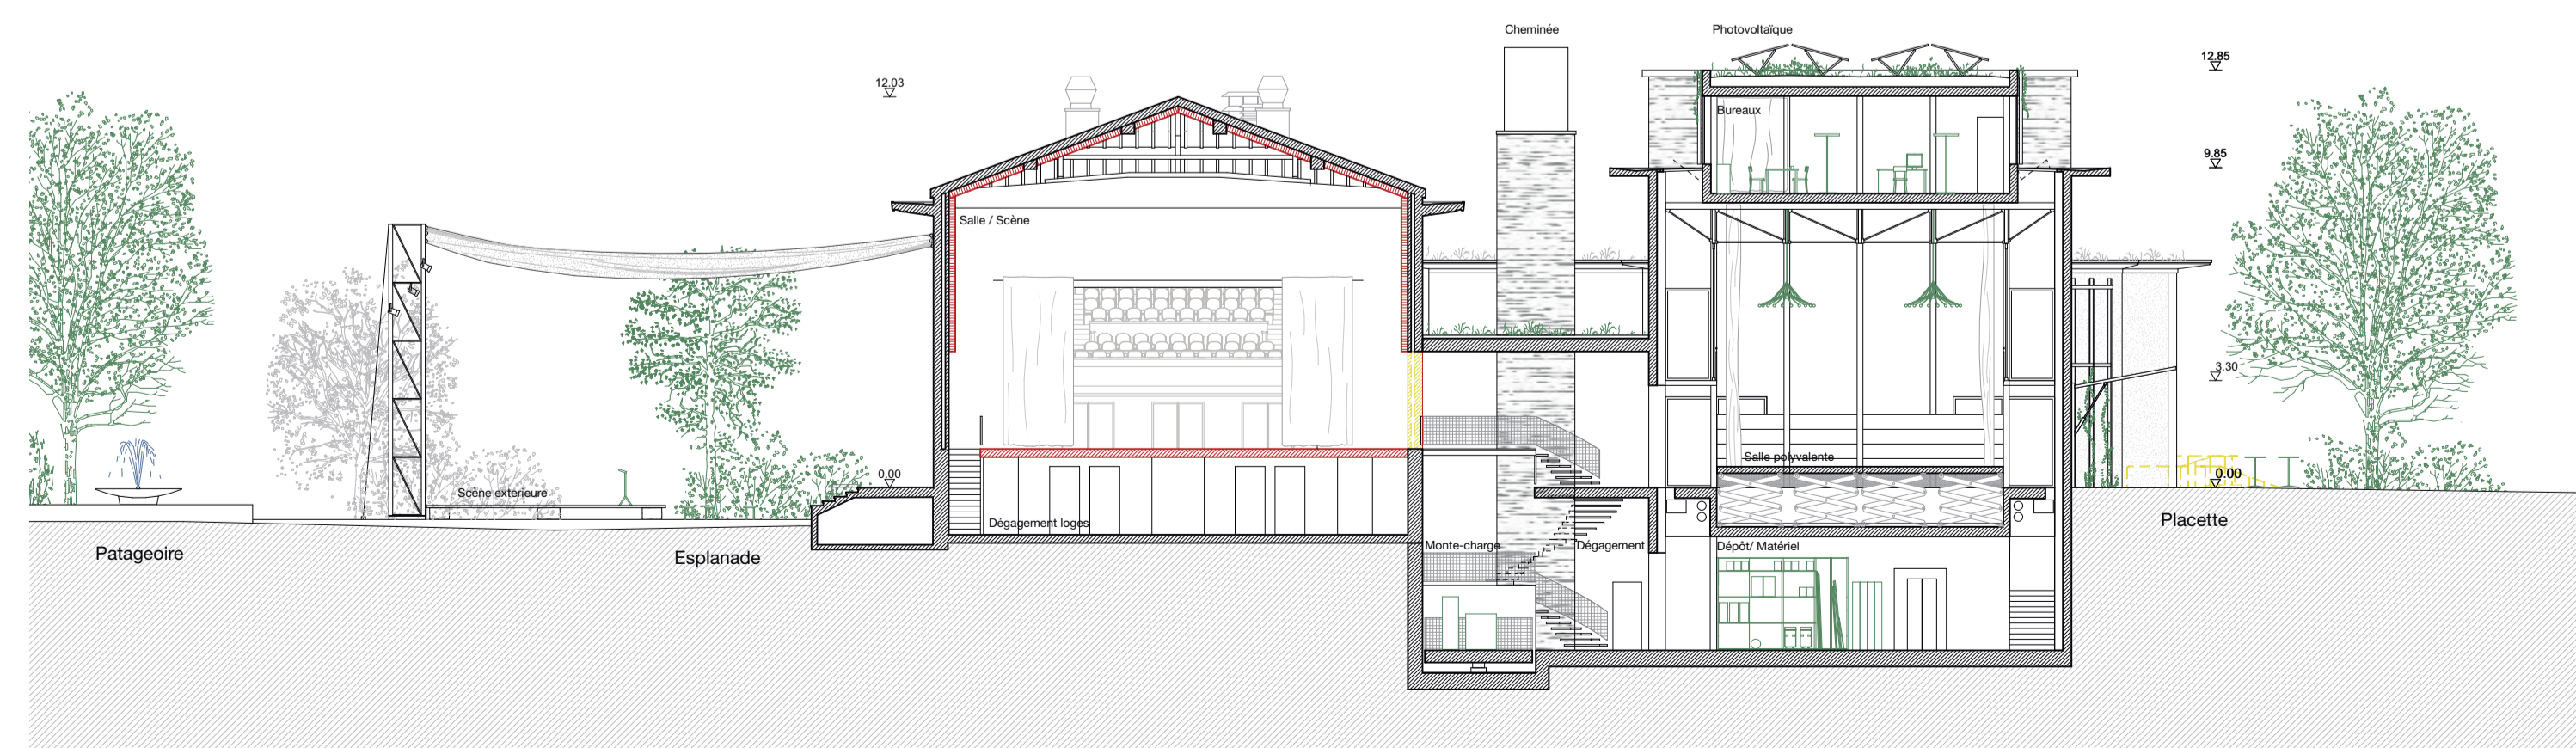 Cheminée
Photovoltaïque
12.85
12.03
Bureaux
9.85
Salle / Scène
3.30
Salle polyvalente
0.00
0.00
Scène extérieure
Dégagement loges
Placette
Monte-charge
Dégagement
Dépôt/ Matériel
Patageoire
Esplanade